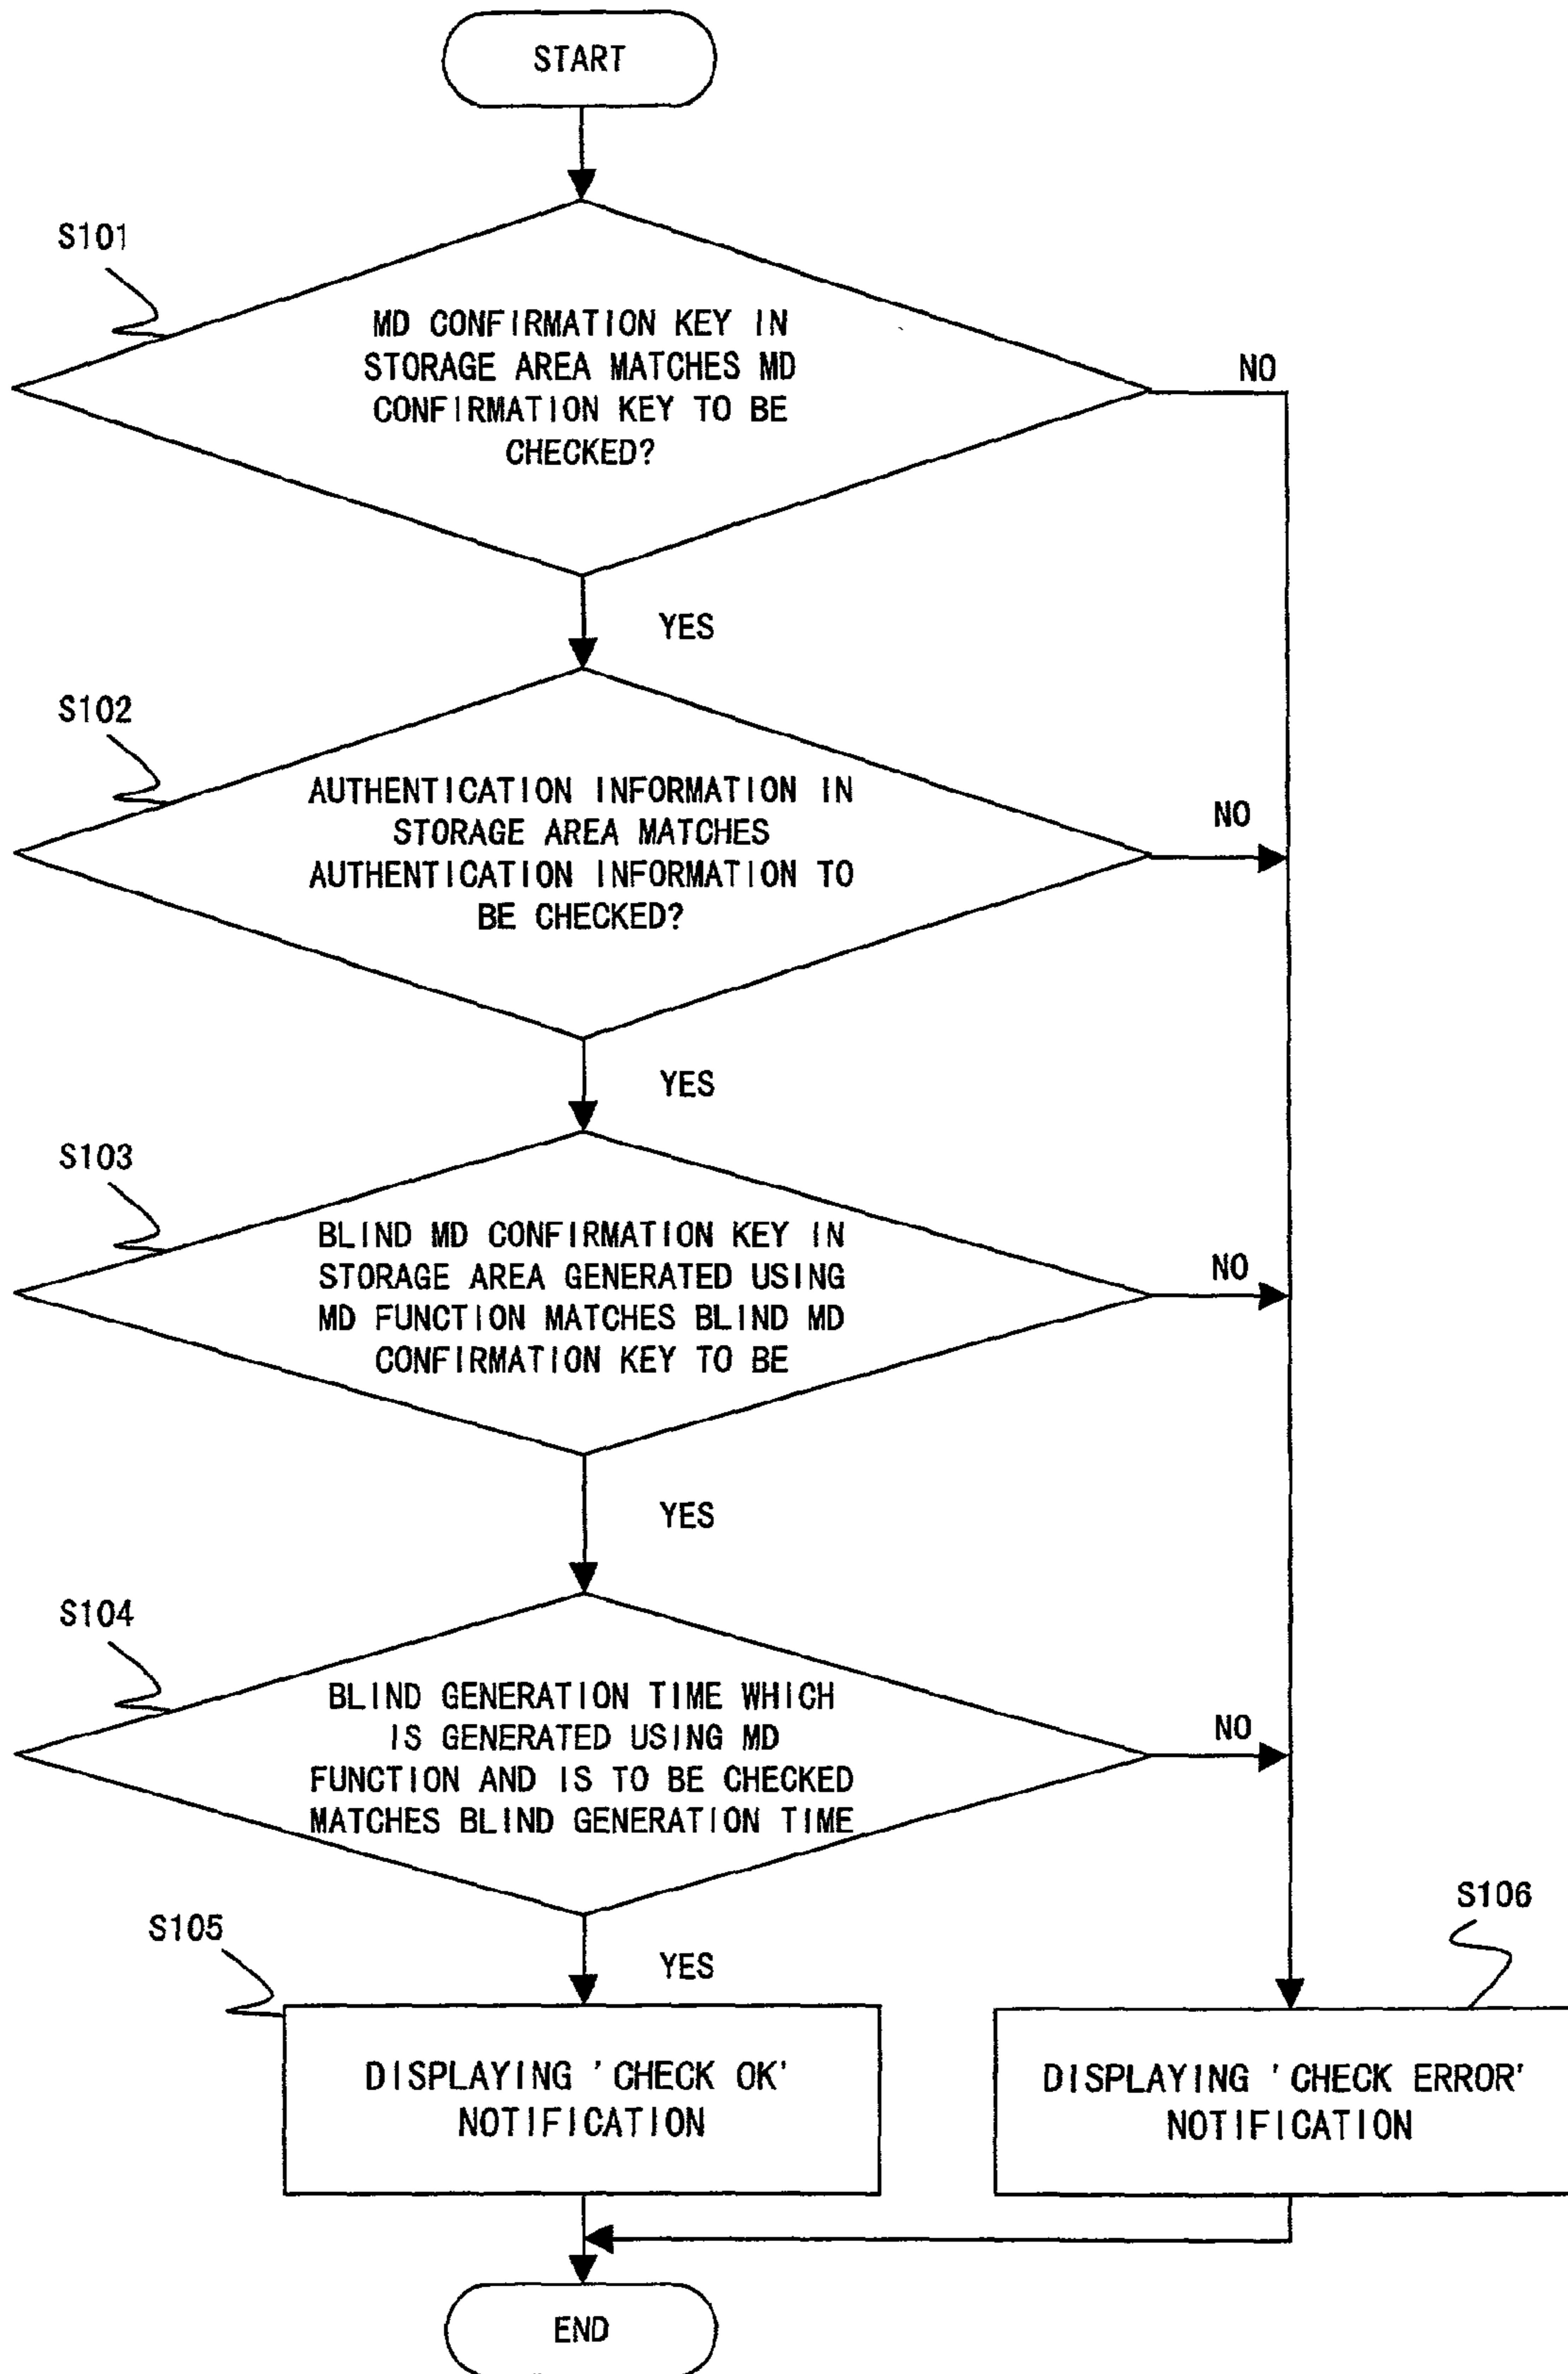 START
S101
MD CONFIRMATION KEY IN
STORAGE AREA MATCHES MD
CONFIRMATION KEY TO BE
CHECKED?
NO
YES
S102
AUTHENTICATION INFORMATION IN
STORAGE AREA MATCHES
AUTHENTICATION INFORMATION TO
BE CHECKED?
NO
YES
S103
BLIND MD CONFIRMATION KEY IN
STORAGE AREA GENERATED USING
MD FUNCTION MATCHES BLIND MD
CONFIRMATION KEY TO BE
NO
YES
S104
BLIND GENERATION TIME WHICH
IS GENERATED USING MD
FUNCTION AND IS TO BE CHECKED
MATCHES BLIND GENERATION TIME
NO
YES
S105
DISPLAYING 'CHECK OK'
NOTIFICATION
S106
DISPLAYING 'CHECK ERROR'
NOTIFICATION
END